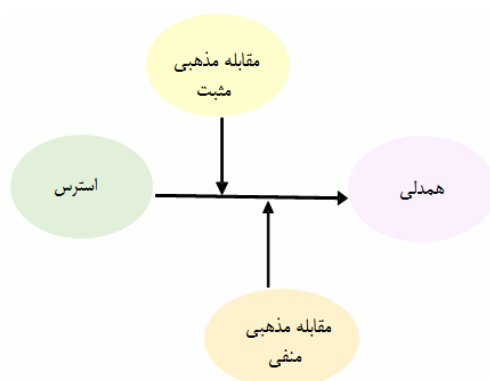 مقابله مذهبی
مثبت
استرس
همدلی
مقابله مذهبی
منفی